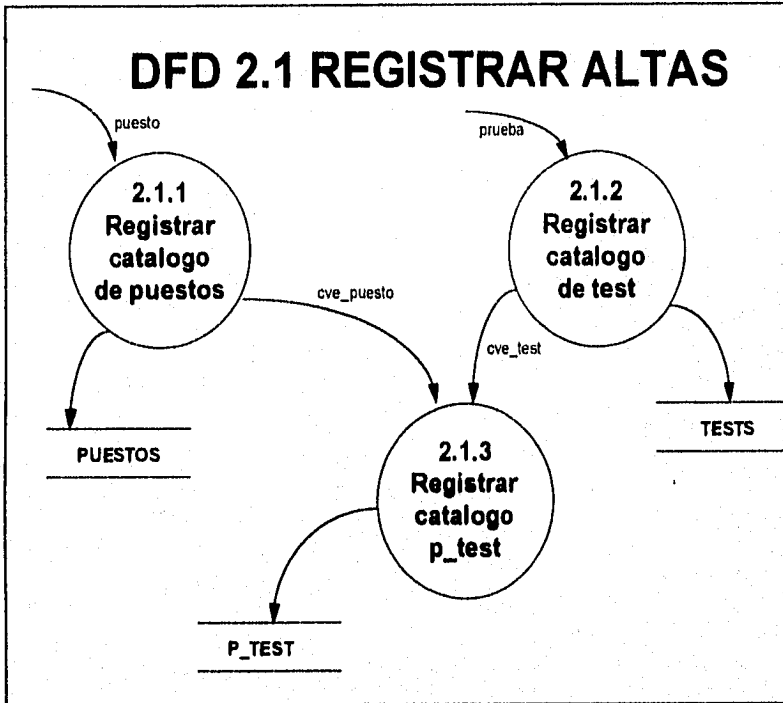 DFD 2.1 REGISTRAR ALTAS
puesto
prueba
2.1.1
Registrar
catalogo
de puestos
2.1.2
Registrar
catalogo
de test
cve_puesto
cve_test
PUESTOS
TESTS
2.1.3
Registrar
catalogo
p_test
P_TEST